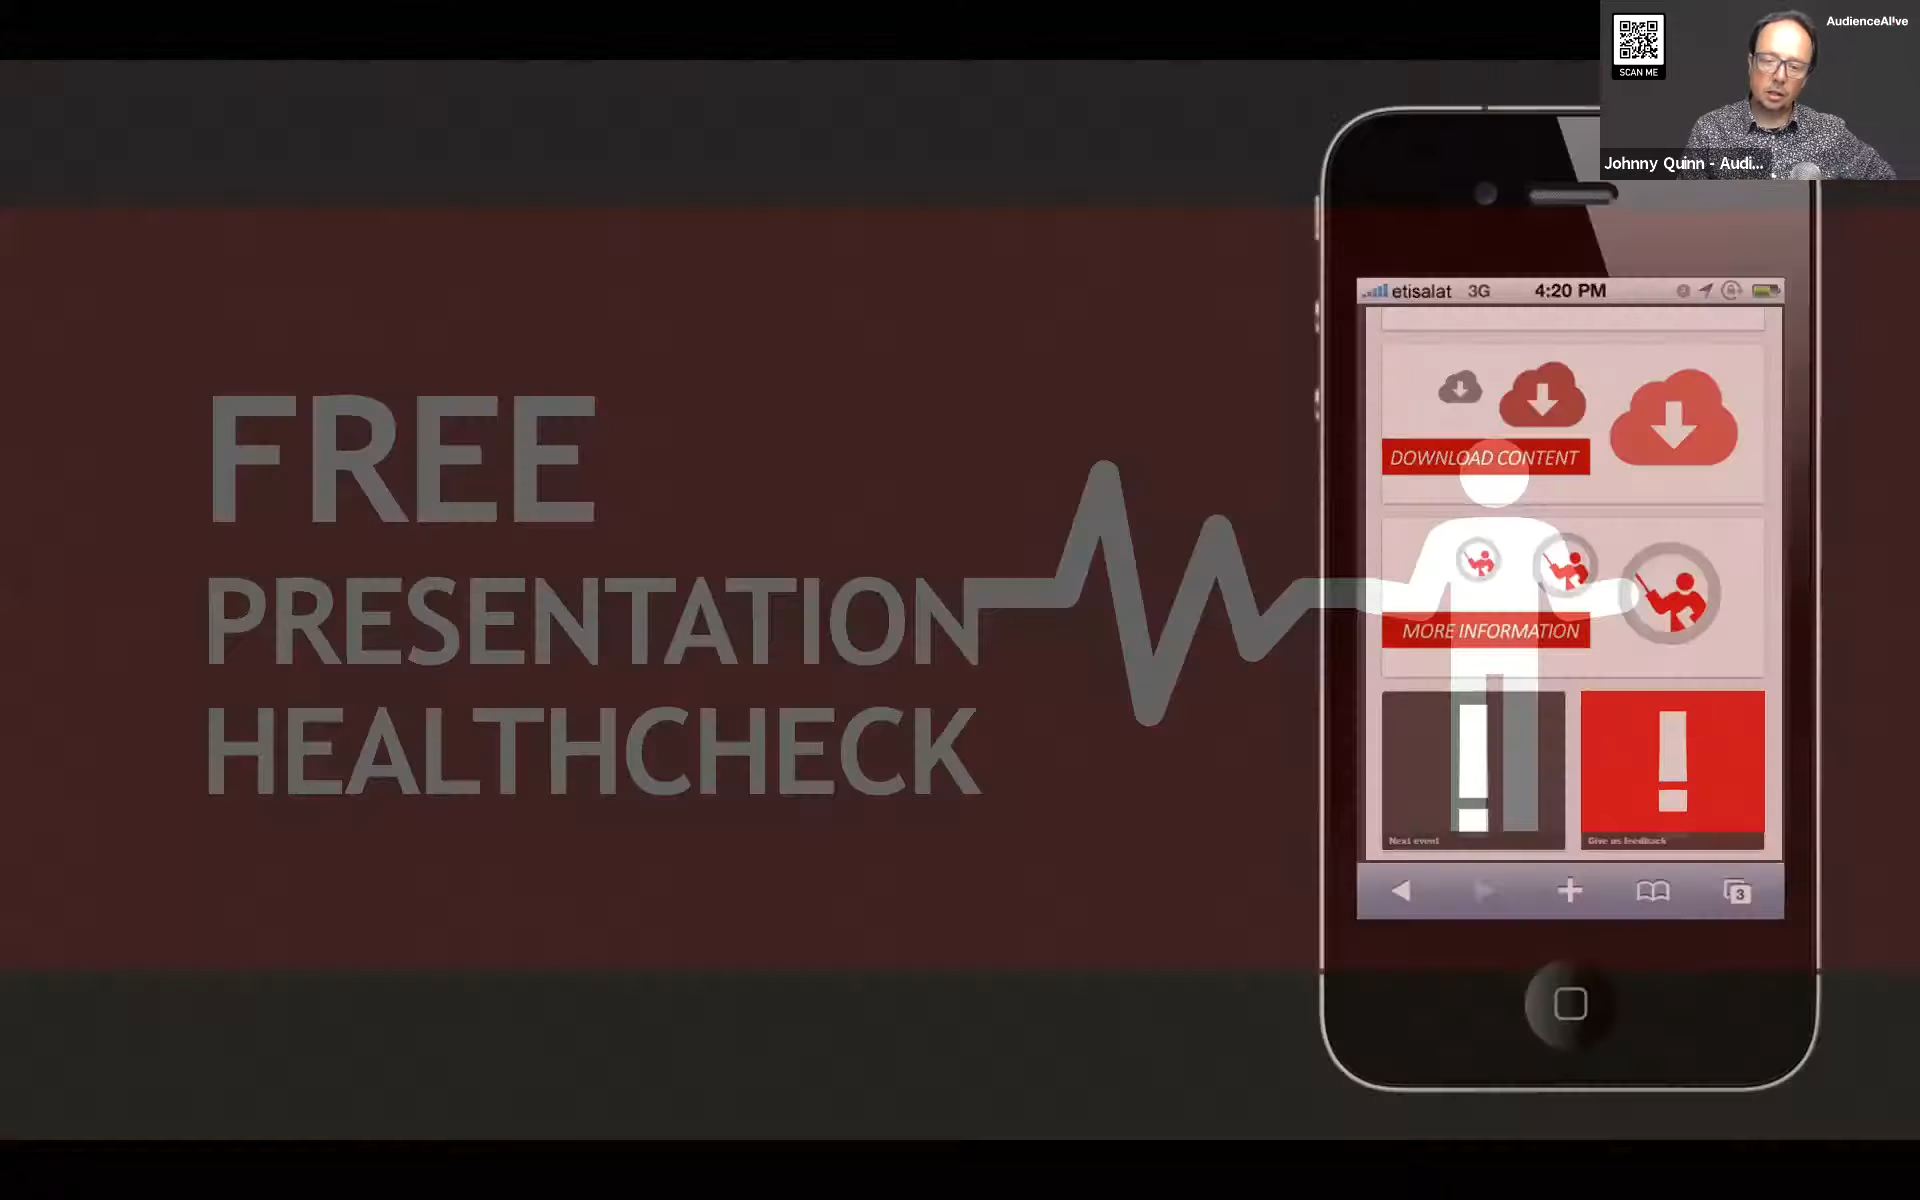 AudienceAl!ve
SCAN ME
Johnny Quinn - Audi...
etisalat 3G 4:20 PM
DOWNLOAD CONTENT
MORE INFORMATION
!
!
Next event
Give us feedback
3
FREE
PRESENTATION
HEALTHCHECK